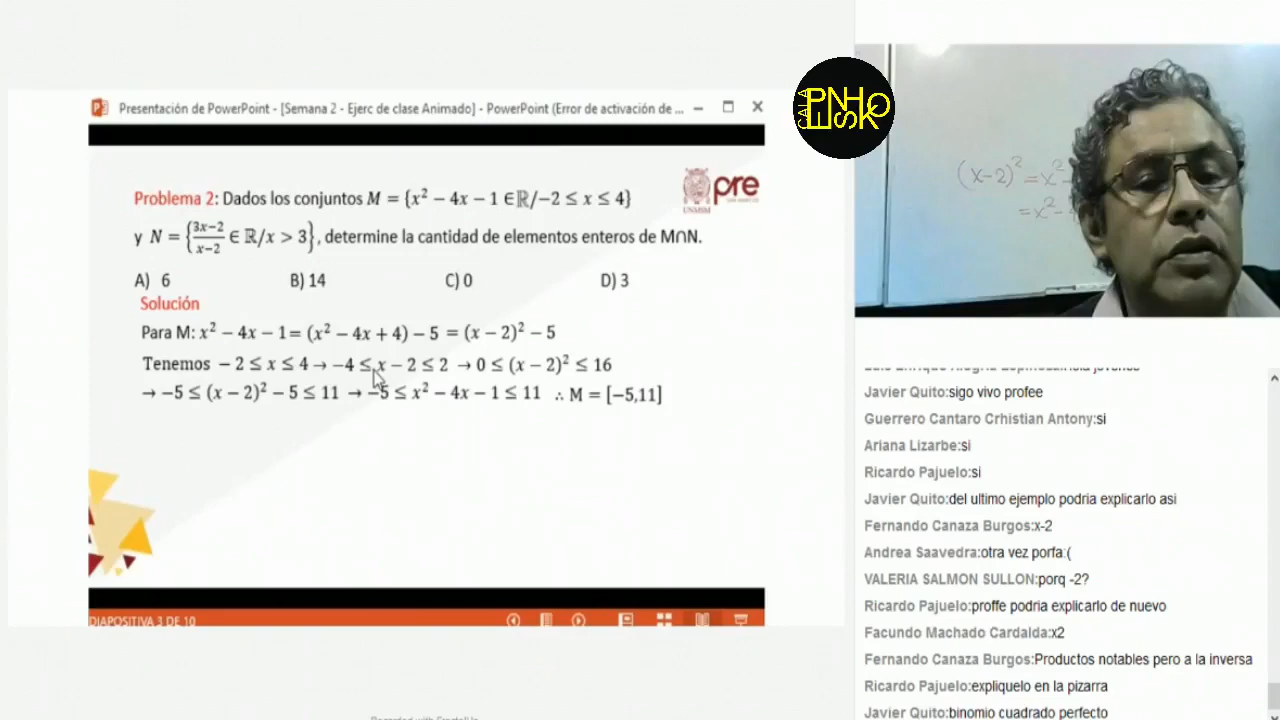 Presentación de PowerPoint - [Semana 2 - Ejerc de clase Animado] - PowerPoint (Error de activación de ...
CALA
PNHO
ESK
Problema 2: Dados los conjuntos M = {x² − 4x − 1 ∈ℝ/−2 ≤ x ≤ 4}
y N = {3x−2/x−2 ∈ ℝ/x > 3}, determine la cantidad de elementos enteros de M∩N.
UNMSM
pre
SAN MARCOS
A) 6 B) 14 C) 0 D) 3
Solución
Para M: x² − 4x − 1= (x² − 4x + 4) − 5 = (x − 2)² − 5
Tenemos − 2 ≤ x ≤ 4 → −4 ≤ x − 2 ≤ 2 → 0 ≤ (x − 2)² ≤ 16
→ −5 ≤ (x − 2)² − 5 ≤ 11 → −5 ≤ x² − 4x − 1 ≤ 11 ∴ M = [−5,11]
DIAPOSITIVA 3 DE 10
(x-2)² = x²-
= x²-
Javier Quito:sigo vivo profee
Guerrero Cantaro Crhistian Antony:si
Ariana Lizarbe:si
Ricardo Pajuelo:si
Javier Quito:del ultimo ejemplo podria explicarlo asi
Fernando Canaza Burgos:x-2
Andrea Saavedra:otra vez porfa:(
VALERIA SALMON SULLON:porq -2?
Ricardo Pajuelo:proffe podria explicarlo de nuevo
Facundo Machado Cardalda:x2
Fernando Canaza Burgos:Productos notables pero a la inversa
Ricardo Pajuelo:expliquelo en la pizarra
Javier Quito:binomio cuadrado perfecto